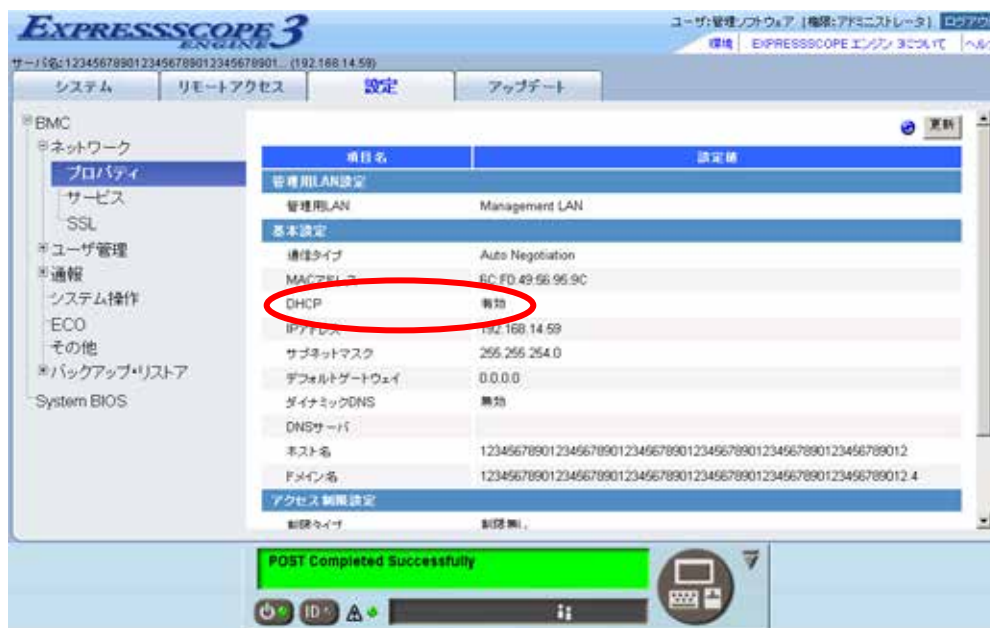 EXPRESSSCOPE 3
ENGINE
ユーザ:管理ソフトウェア [権限:アドミニストレータ] ログアウ
環境 EXPRESSSCOPE エンジン 3について ヘル
サーバ名:1234567890123456789012345678901... (192.168.14.59)
システム リモートアクセス 設定 アップデート
BMC
更新
ネットワーク
項目名 設定値
プロパティ
管理用LAN設定
サービス
管理用LAN Management LAN
SSL
基本設定
ユーザ管理
通信タイプ Auto Negotiation
通報
MACアドレス 6C:FD:49:56:95:9C
システム操作
DHCP 有効
ECO
IPアドレス 192.168.14.59
その他
サブネットマスク 255.255.254.0
バックアップ・リストア
デフォルトゲートウェイ 0.0.0.0
System BIOS
ダイナミックDNS 無効
DNSサーバ
ホスト名
ドメイン名
アクセス制限設定
制限タイプ 制限無し
POST Completed Successfully
ID